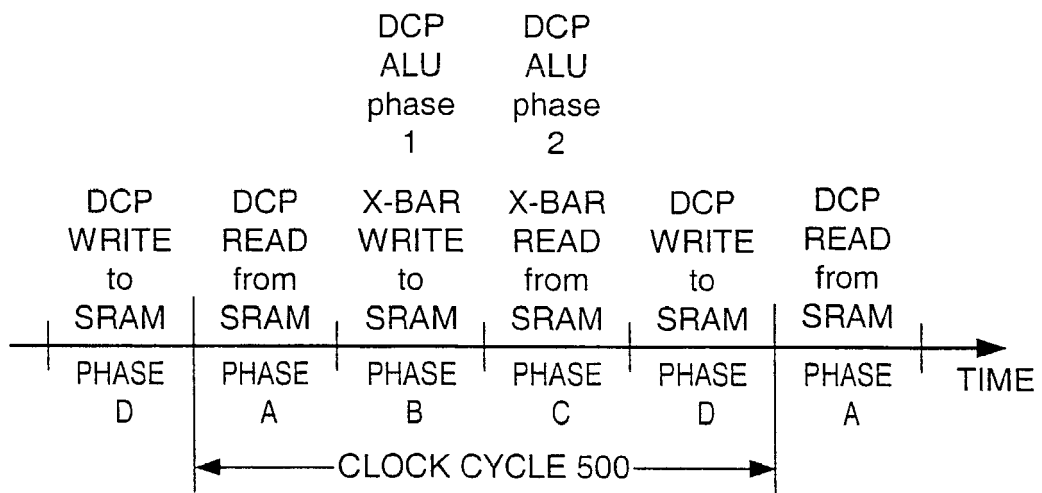 DCP DCP
ALU ALU
phase phase
1 2
DCP DCP X-BAR X-BAR DCP DCP
WRITE READ WRITE READ WRITE READ
to from to from to from
SRAM SRAM SRAM SRAM SRAM SRAM
PHASE PHASE PHASE PHASE PHASE PHASE TIME
D A B C D A
CLOCK CYCLE 500